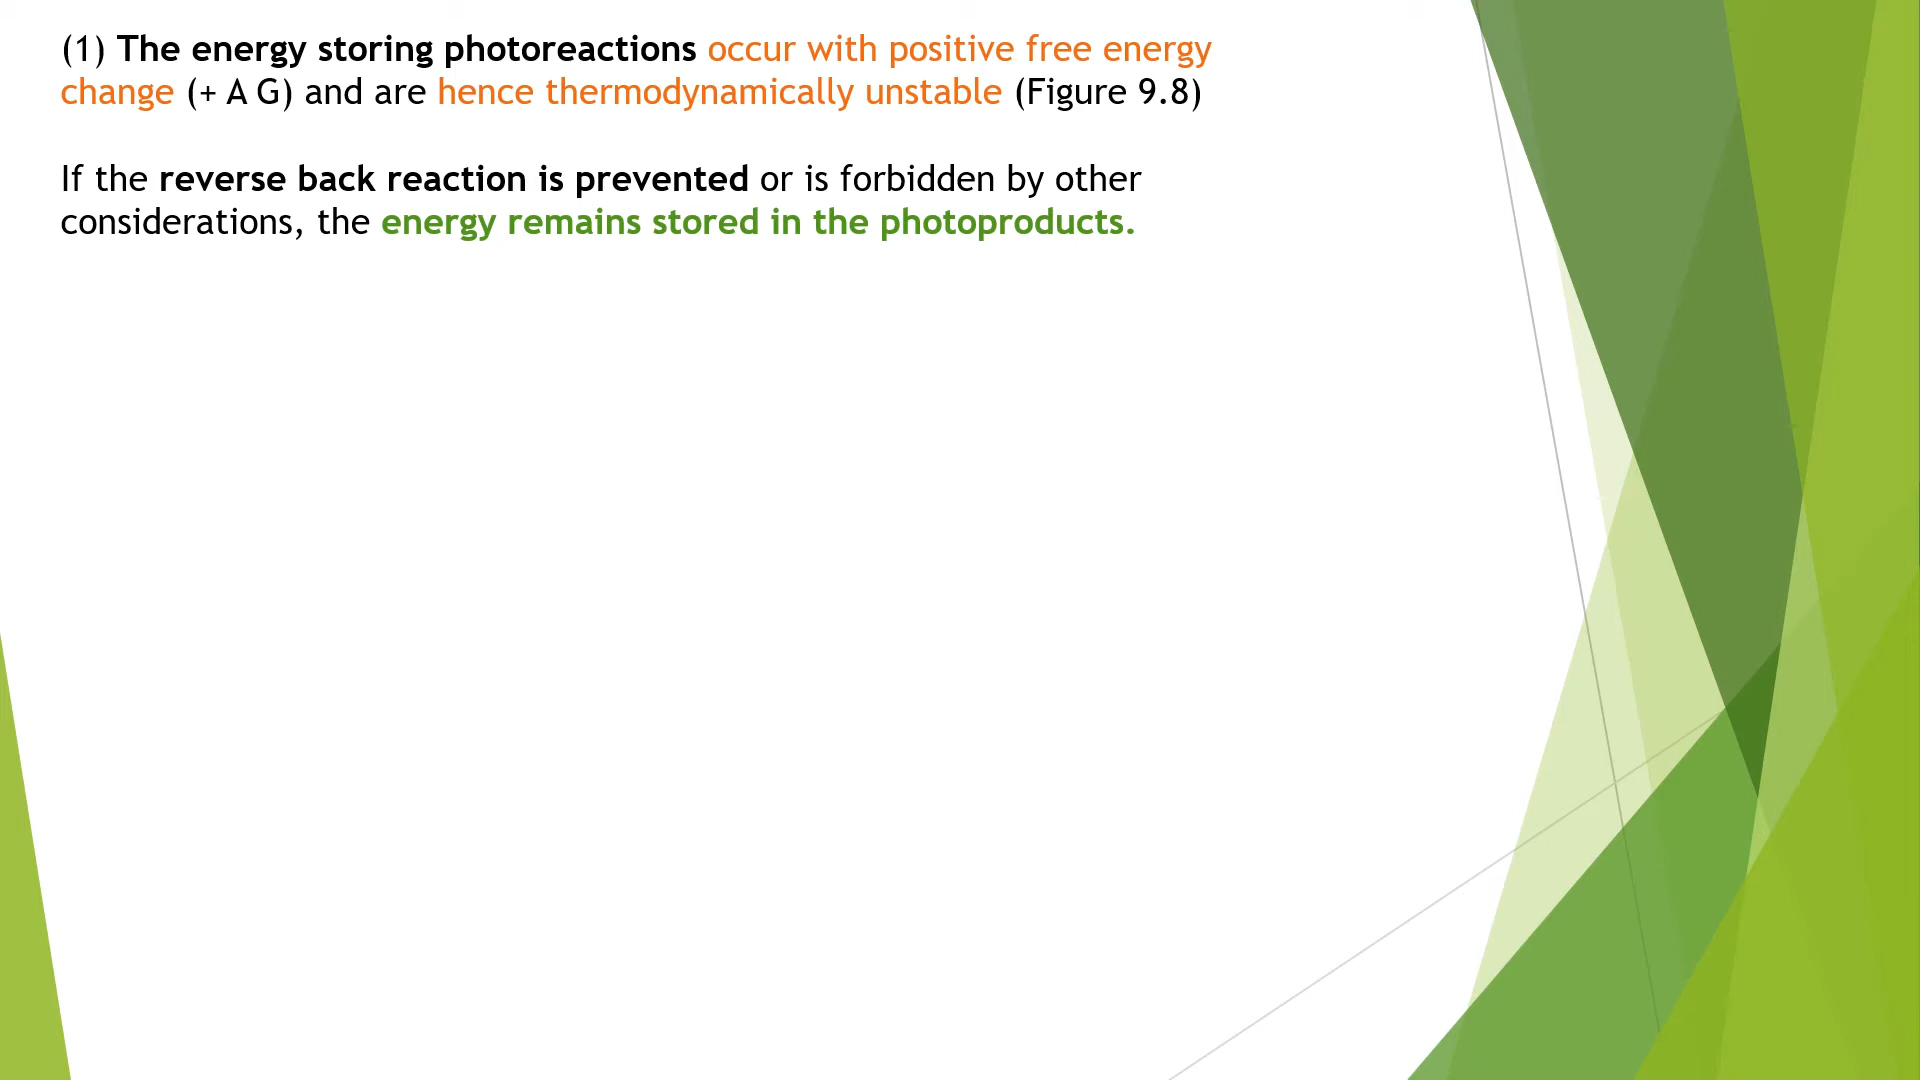 (1) The energy storing photoreactions occur with positive free energy
change (+ A G) and are hence thermodynamically unstable (Figure 9.8)
If the reverse back reaction is prevented or is forbidden by other
considerations, the energy remains stored in the photoproducts.